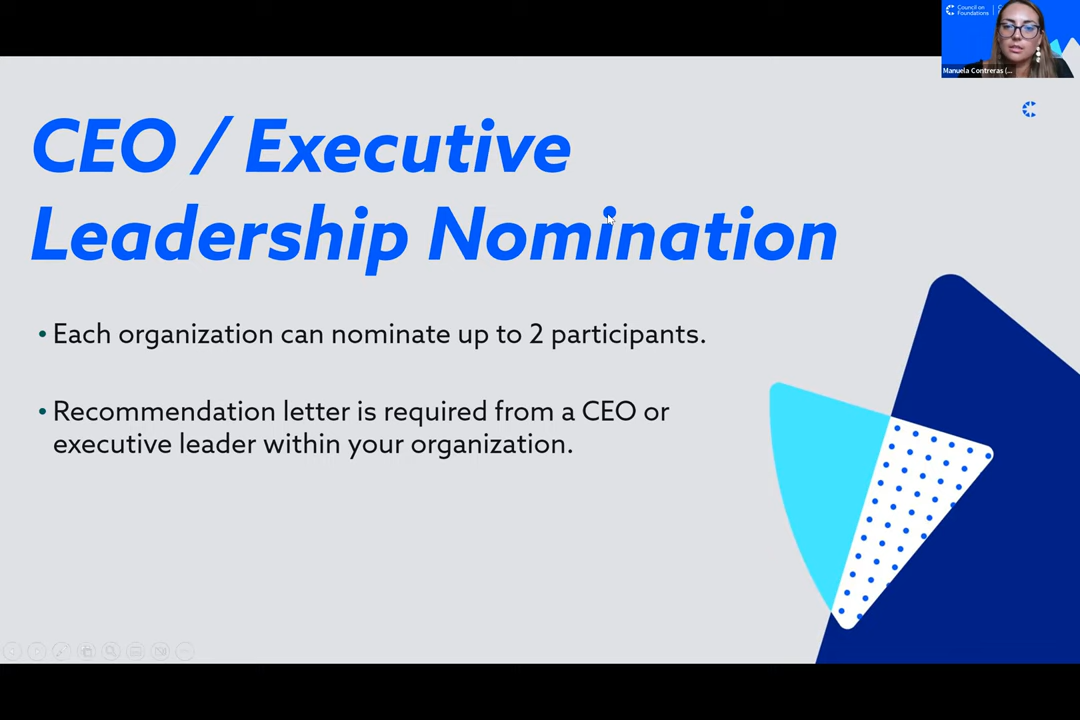 Council on
Foundations
Manuela Contreras (...
CEO / Executive
Leadership Nomination
• Each organization can nominate up to 2 participants.
• Recommendation letter is required from a CEO or
executive leader within your organization.